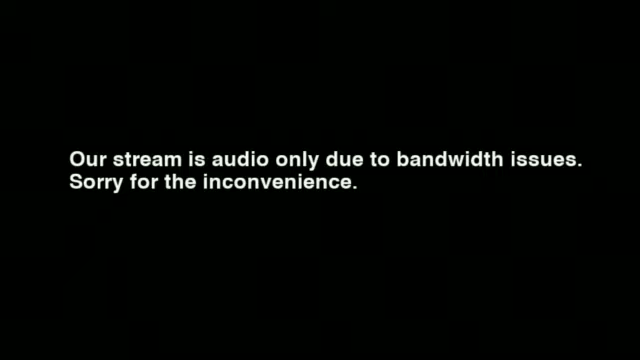 Our stream is audio only due to bandwidth issues.
Sorry for the inconvenience.